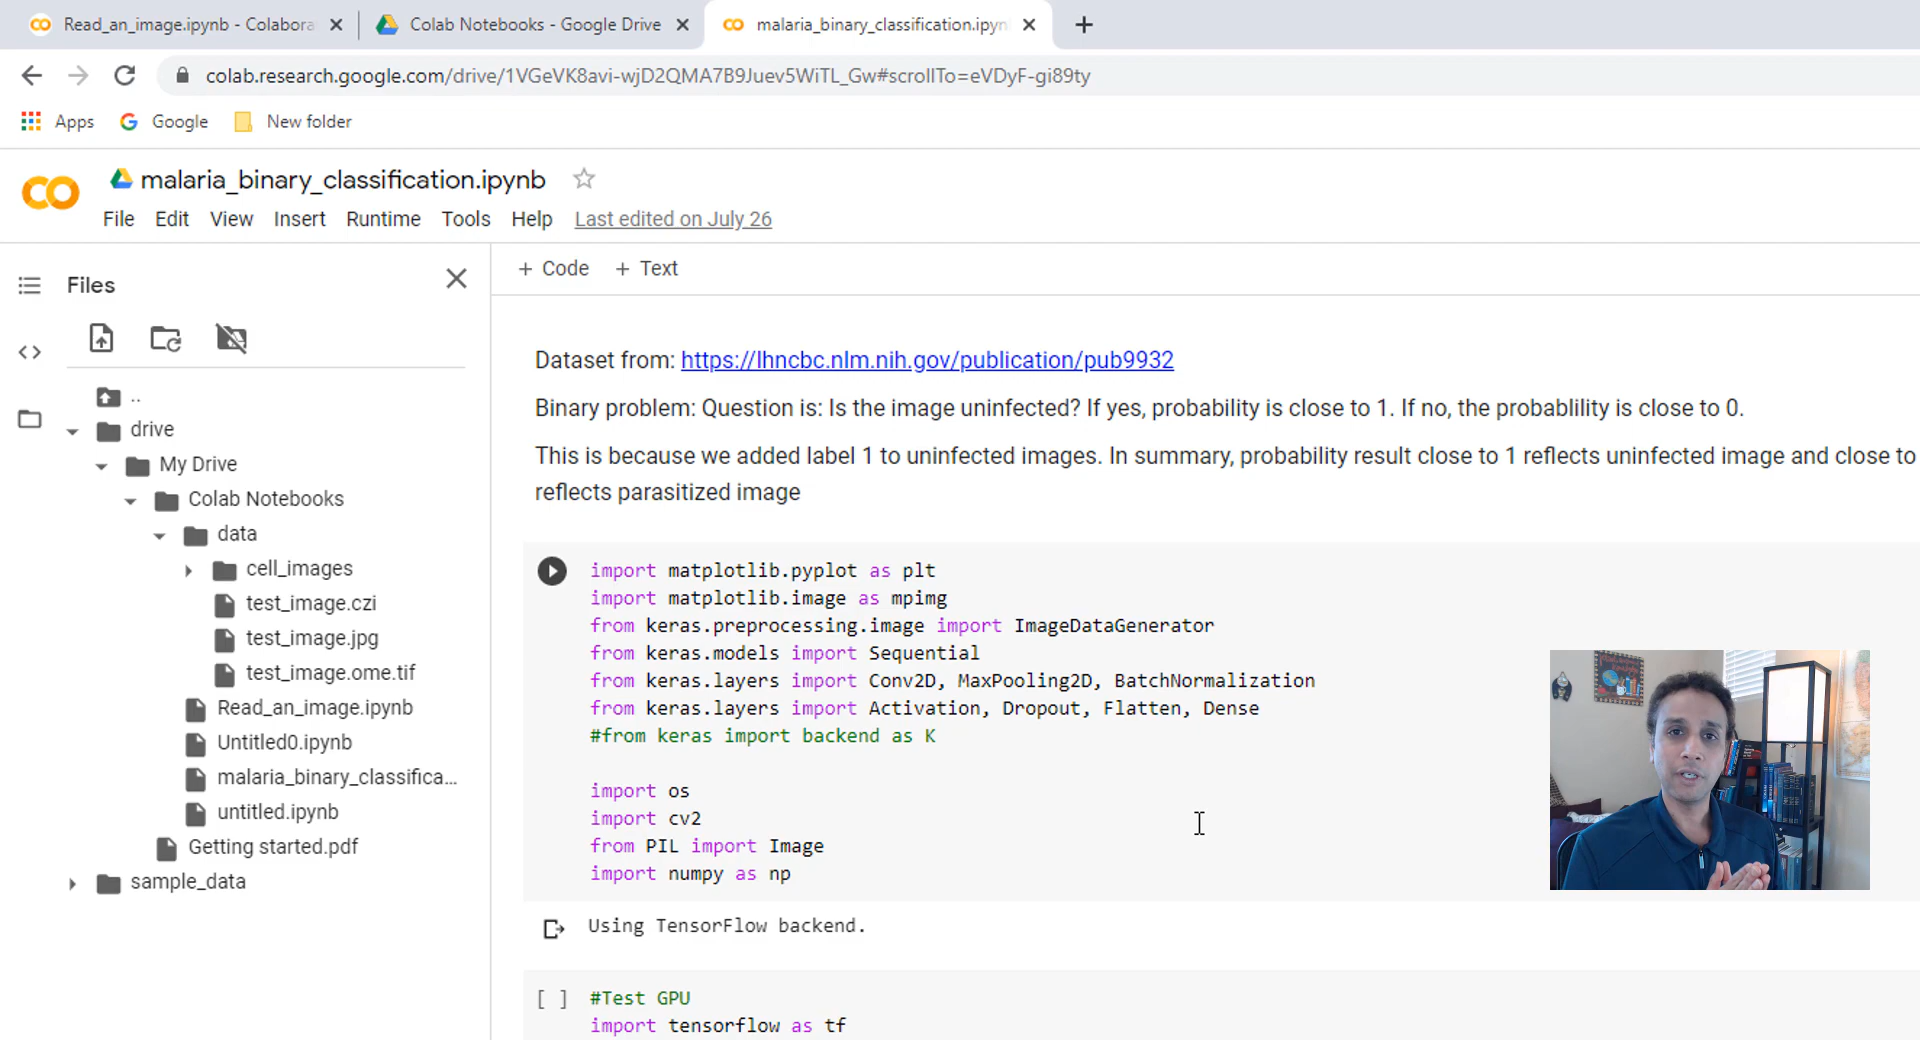 Read_an_image.ipynb - Colabora
Colab Notebooks - Google Drive
malaria_binary_classification.ipyn
colab.research.google.com/drive/1VGeVK8avi-wjD2QMA7B9Juev5WiTL_Gw#scrollTo=eVDyF-gi89ty
Apps
Google
New folder
malaria_binary_classification.ipynb
File Edit View Insert Runtime Tools Help Last edited on July 26
Files
+ Code + Text
..
drive
My Drive
Colab Notebooks
data
cell_images
test_image.czi
test_image.jpg
test_image.ome.tif
Read_an_image.ipynb
Untitled0.ipynb
malaria_binary_classifica...
untitled.ipynb
Getting started.pdf
sample_data
Dataset from: https://lhncbc.nlm.nih.gov/publication/pub9932
Binary problem: Question is: Is the image uninfected? If yes, probability is close to 1. If no, the probablility is close to 0.
This is because we added label 1 to uninfected images. In summary, probability result close to 1 reflects uninfected image and close to
reflects parasitized image
import matplotlib.pyplot as plt
import matplotlib.image as mpimg
from keras.preprocessing.image import ImageDataGenerator
from keras.models import Sequential
from keras.layers import Conv2D, MaxPooling2D, BatchNormalization
from keras.layers import Activation, Dropout, Flatten, Dense
#from keras import backend as K
import os
import cv2
from PIL import Image
import numpy as np
Using TensorFlow backend.
[ ] #Test GPU
import tensorflow as tf